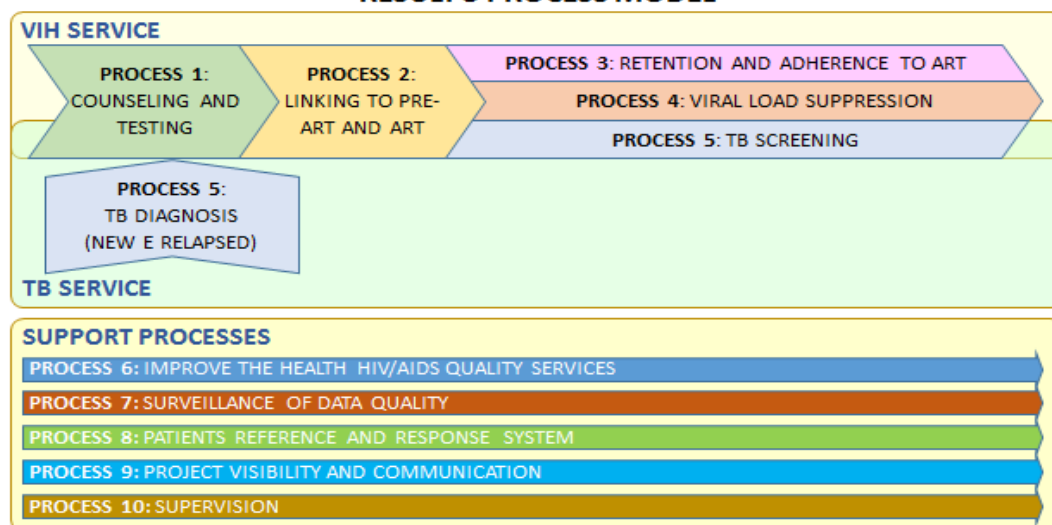 RESULTS PROCESS MODEL
VIH SERVICE
PROCESS 1:
COUNSELING AND
TESTING
PROCESS 2:
LINKING TO PRE-
ART AND ART
PROCESS 3: RETENTION AND ADHERENCE TO ART
PROCESS 4: VIRAL LOAD SUPPRESSION
PROCESS 5: TB SCREENING
PROCESS 5:
TB DIAGNOSIS
(NEW E RELAPSED)
TB SERVICE
SUPPORT PROCESSES
PROCESS 6: IMPROVE THE HEALTH HIV/AIDS QUALITY SERVICES
PROCESS 7: SURVEILLANCE OF DATA QUALITY
PROCESS 8: PATIENTS REFERENCE AND RESPONSE SYSTEM
PROCESS 9: PROJECT VISIBILITY AND COMMUNICATION
PROCESS 10: SUPERVISION